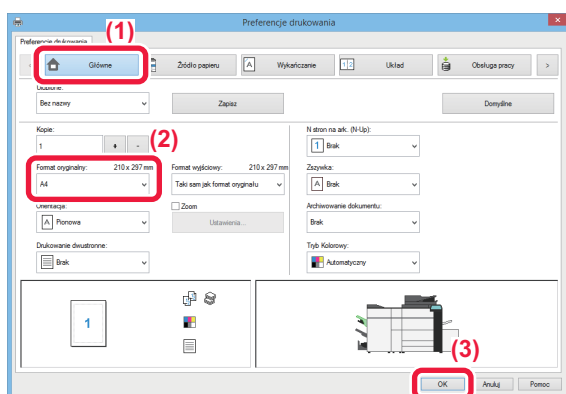 Preferencje drukowania
(1)
Preferencje drukowania
Główne
Źródło papieru
A
Wykańczanie
1 2
Układ
Obsługa pracy
>
Ulubione:
Bez nazwy
Zapisz
Domyślne
Kopie:
1
+
-
(2)
N stron na ark. (N-Up):
1 Brak
Format oryginalny: 210 x 297 mm
A4
Format wyjściowy: 210 x 297 mm
Taki sam jak format oryginału
Zszywka:
A Brak
Orientacja:
A Pionowa
Zoom
Ustawienia...
Archiwowanie dokumentu:
Brak
Drukowanie dwustronne:
Brak
Tryb Kolorowy:
Automatyczny
1
(3)
OK
Anuluj
Pomoc